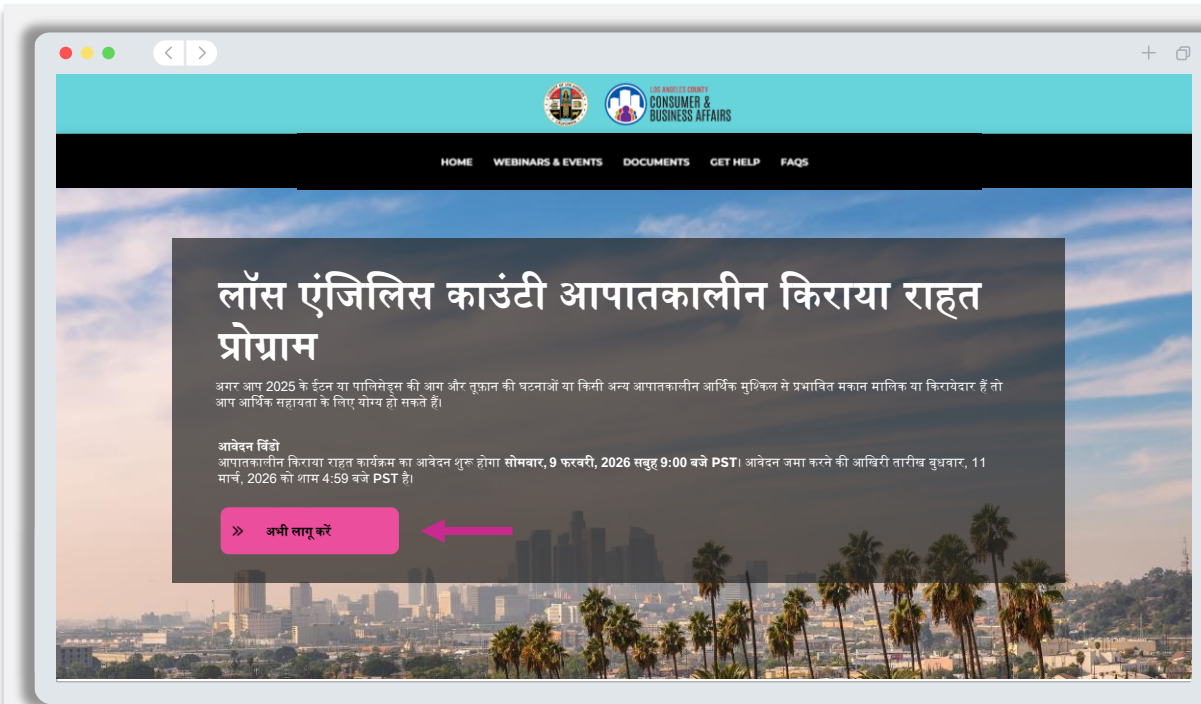 LOS ANGELES COUNTY
CONSUMER &
BUSINESS AFFAIRS
HOME WEBINARS & EVENTS DOCUMENTS GET HELP FAQS
लॉस एंजिलिस काउंटी आपातकालीन किराया राहत
प्रोग्राम
अगर आप 2025 के ईटन या पालिसेड्स की आग और तूफ़ान की घटनाओं या किसी अन्य आपातकालीन आर्थिक मुश्किल से प्रभावित मकान मालिक या किरायेदार हैं तो
आप आर्थिक सहायता के लिए योग्य हो सकते हैं।
आवेदन विंडो
आपातकालीन किराया राहत कार्यक्रम का आवेदन शुरू होगा सोमवार, 9 फरवरी, 2026 सबुह 9:00 बजे PST। आवेदन जमा करने की आखिरी तारीख बुधवार, 11
मार्च, 2026 को शाम 4:59 बजे PST है।
अभी लागू करें